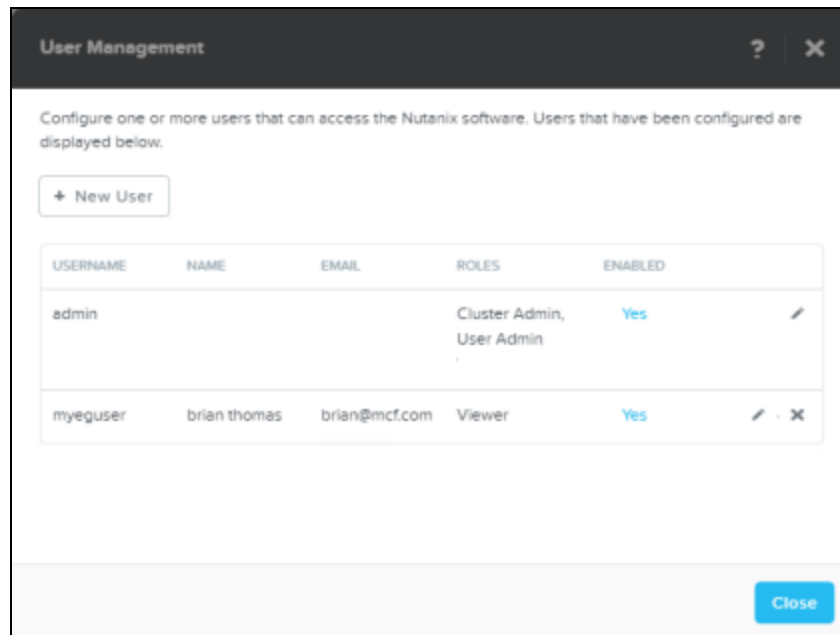 User Management
?
Configure one or more users that can access the Nutanix software. Users that have been configured are
displayed below.
+ New User
USERNAME NAME EMAIL ROLES ENABLED
admin Cluster Admin, Yes
User Admin
myeguser brian thomas brian@mcf.com Viewer Yes
Close